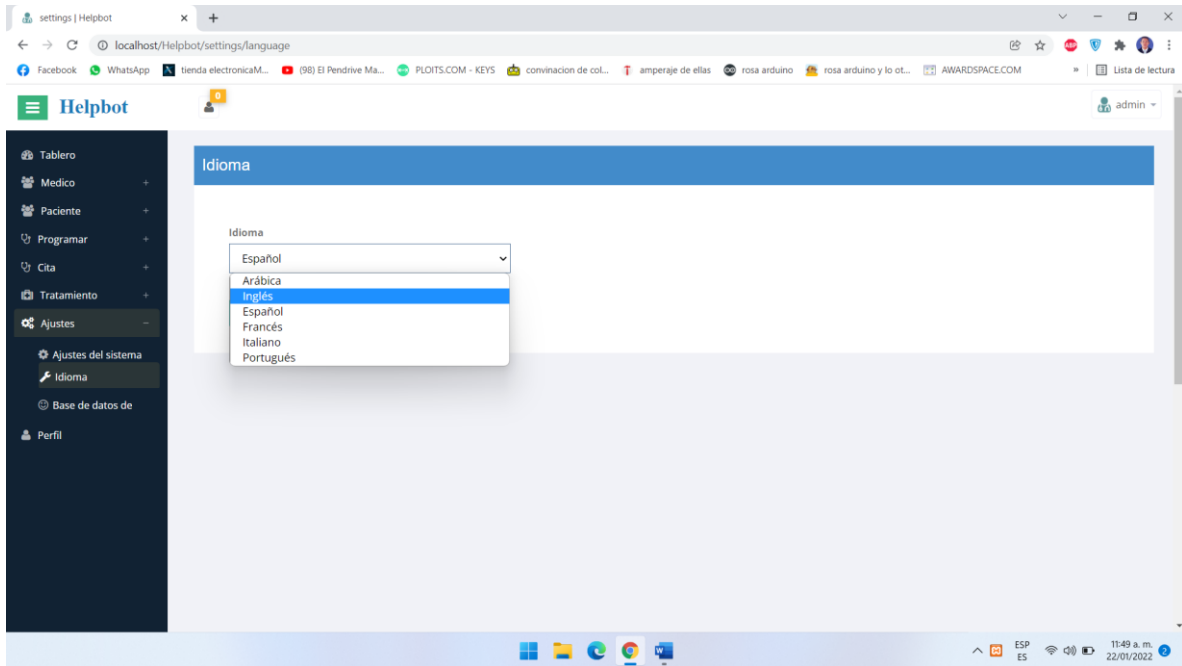 settings | Helpbot
localhost/Helpbot/settings/language
Facebook WhatsApp tienda electronicaM... (98) El Pendrive Ma... PLOITS.COM - KEYS convinacion de col... amperaje de ellas rosa arduino rosa arduino y lo ot... AWARDSPACE.COM » Lista de lectura
Helpbot 0 admin
Tablero
Medico +
Paciente +
Programar +
Cita +
Tratamiento +
Ajustes −
Ajustes del sistema
Idioma
Base de datos de
Perfil
Idioma
Idioma
Español
Arábica
Inglés
Español
Francés
Italiano
Portugués
ESP
ES
11:49 a. m.
22/01/2022
2